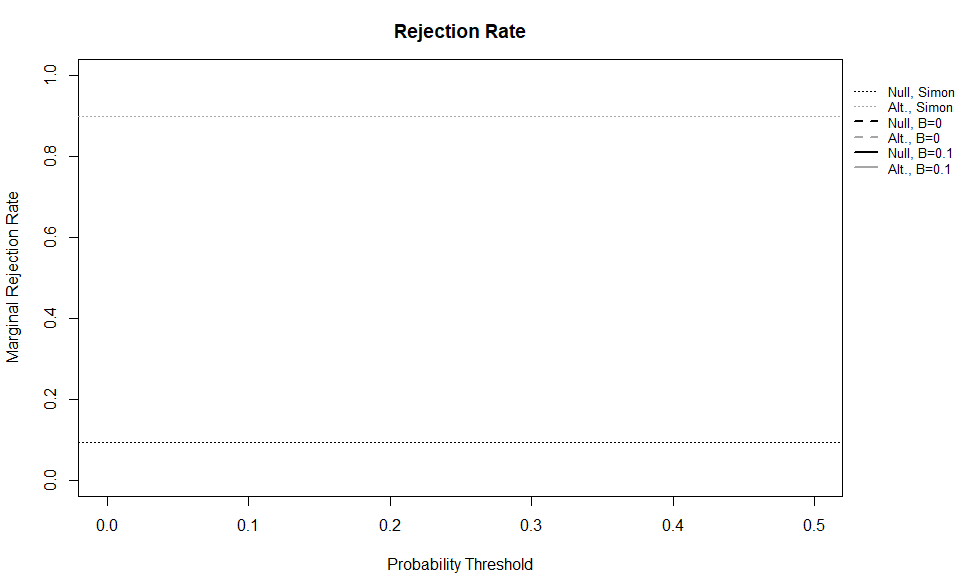 Rejection Rate
Marginal Rejection Rate
1.0
0.8
0.6
0.4
0.2
0.0
0.0 0.1 0.2 0.3 0.4 0.5
Probability Threshold
Null, Simon
Alt., Simon
Null, B=0
Alt., B=0
Null, B=0.1
Alt., B=0.1